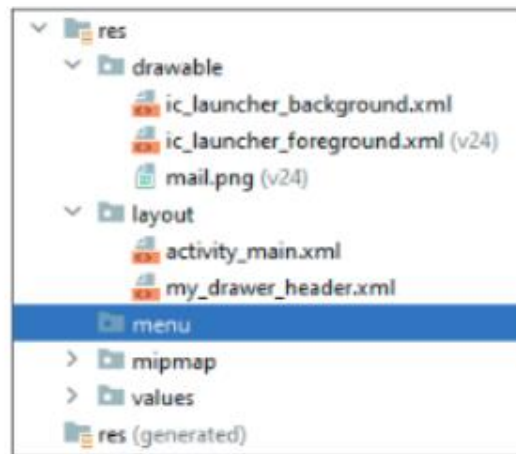 res
drawable
ic_launcher_background.xml
ic_launcher_foreground.xml (v24)
mail.png (v24)
layout
activity_main.xml
my_drawer_header.xml
menu
mipmap
values
res (generated)